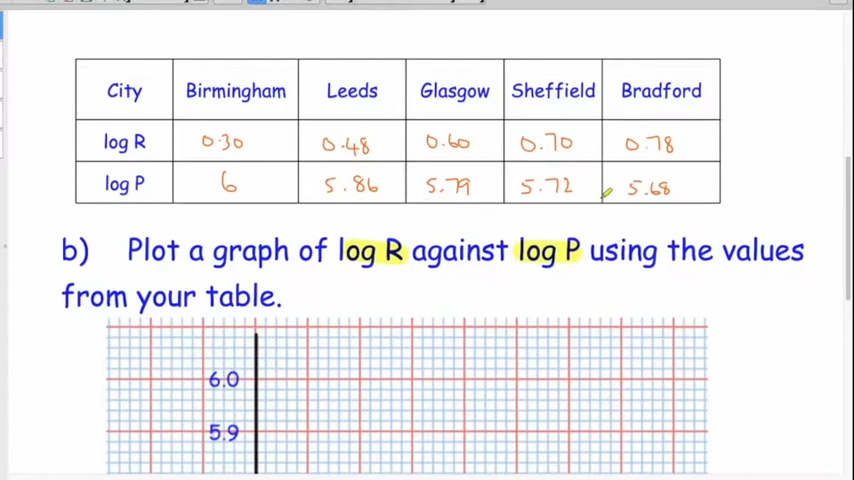 City Birmingham Leeds Glasgow Sheffield Bradford
log R 0.30 0.48 0.60 0.70 0.78
log P 6 5.86 5.79 5.72 5.68
b) Plot a graph of log R against log P using the values
from your table.
6.0
5.9